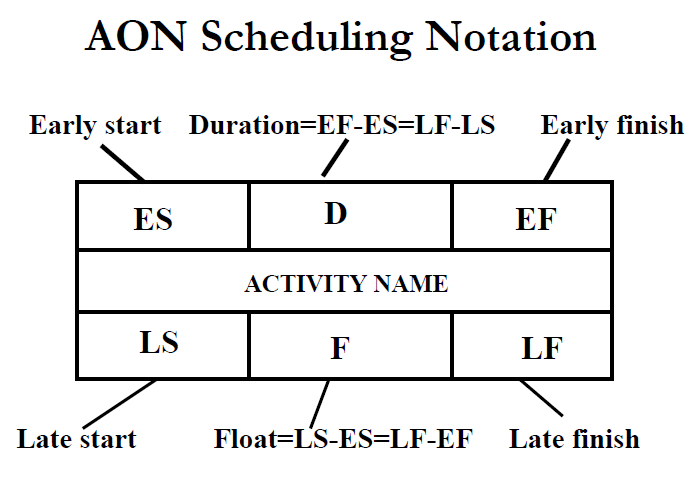 AON Scheduling Notation
Early start Duration=EF-ES=LF-LS Early finish
ES D EF
ACTIVITY NAME
LS F LF
Late start Float=LS-ES=LF-EF Late finish